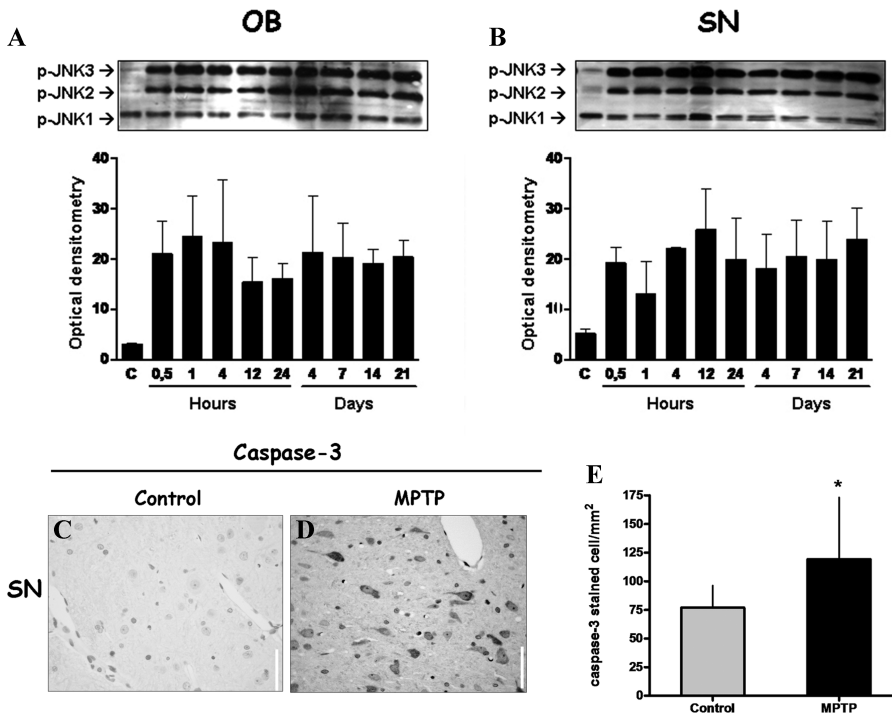 OB
A
p-JNK3 →
p-JNK2 →
p-JNK1 →
Optical densitometry
40
30
20
10
0
C 0,5 1 4 12 24 4 7 14 21
Hours Days
SN
B
p-JNK3 →
p-JNK2 →
p-JNK1 →
Optical densitometry
40
30
20
10
0
C 0,5 1 4 12 24 4 7 14 21
Hours Days
Caspase-3
Control MPTP
SN
C
D
E
caspase-3 stained cell/mm²
175
150
125
100
75
50
25
0
*
Control MPTP